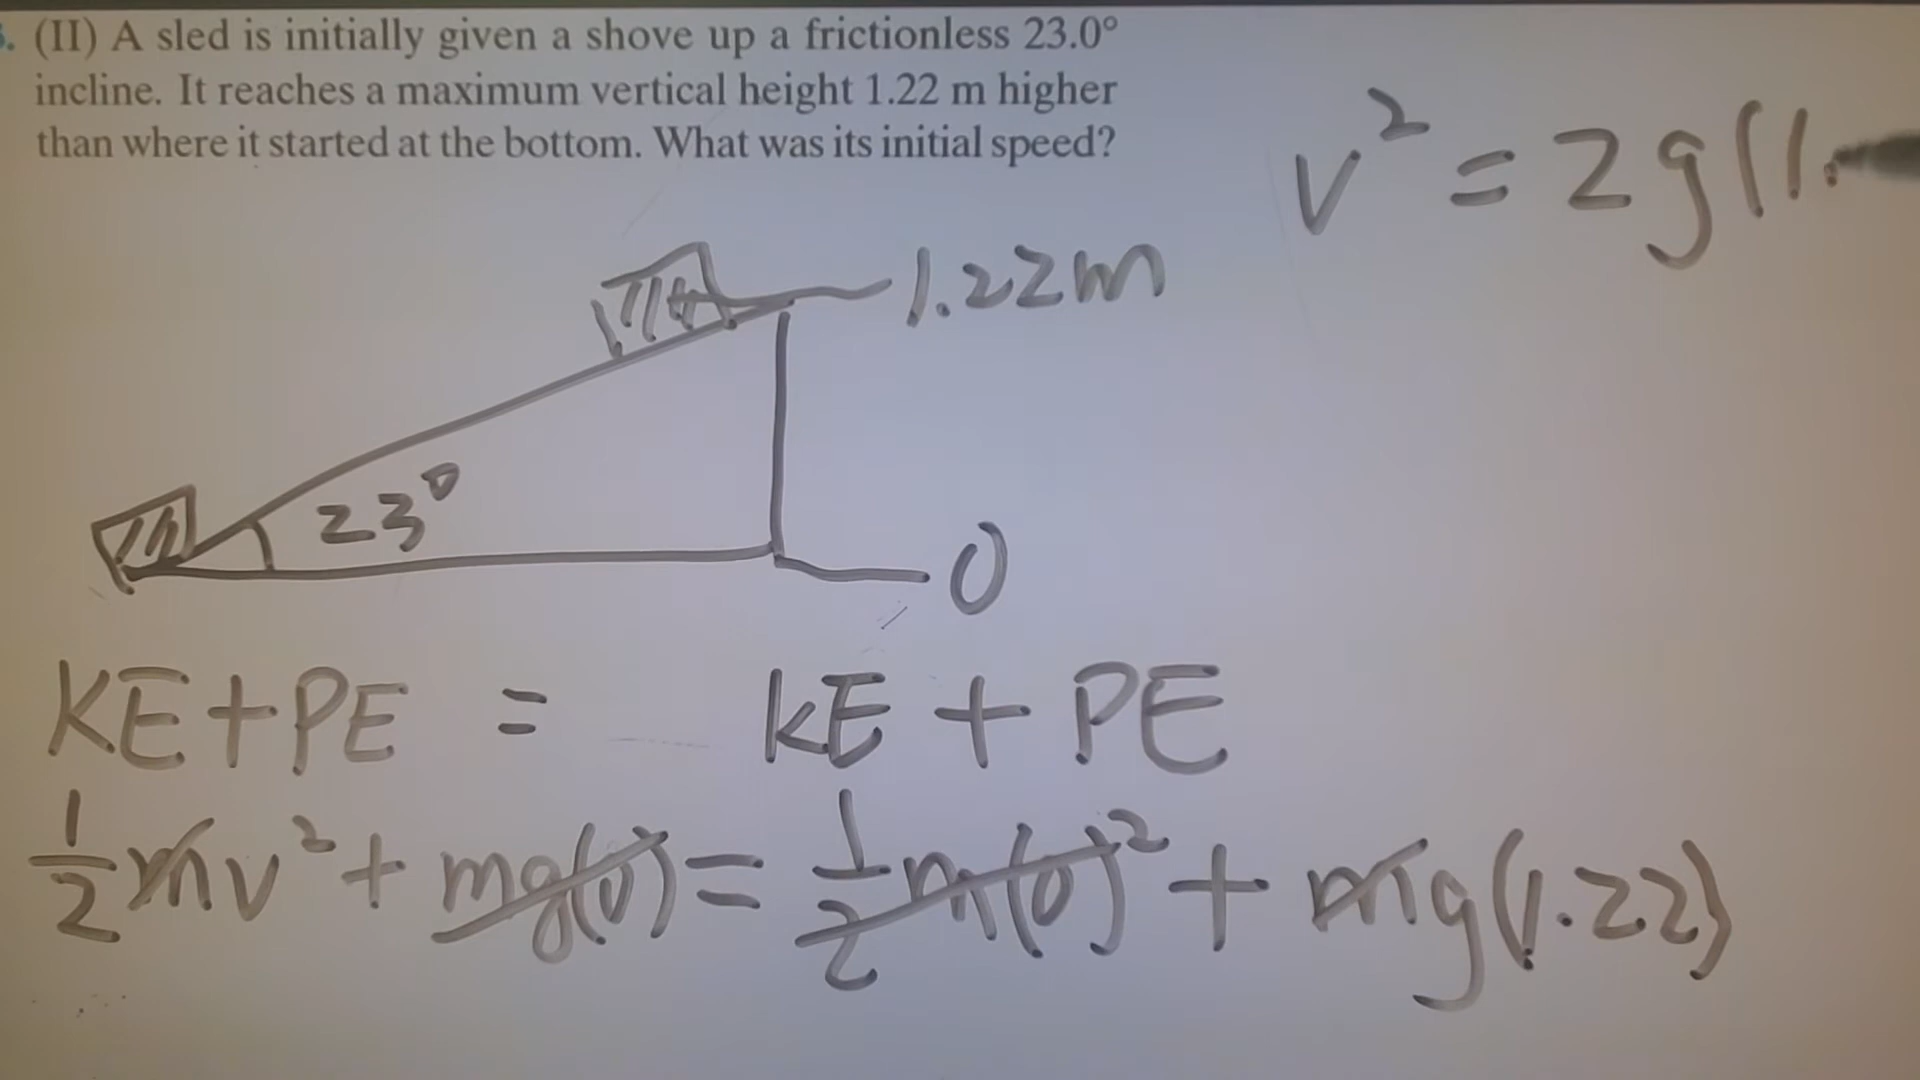 . (II) A sled is initially given a shove up a frictionless 23.0°
incline. It reaches a maximum vertical height 1.22 m higher
than where it started at the bottom. What was its initial speed?
v² = 2g(1.
1.22m
23°
0
KE+PE = KE + PE
½mv² + mg(0) = ½m(0)² + mg(1.22)